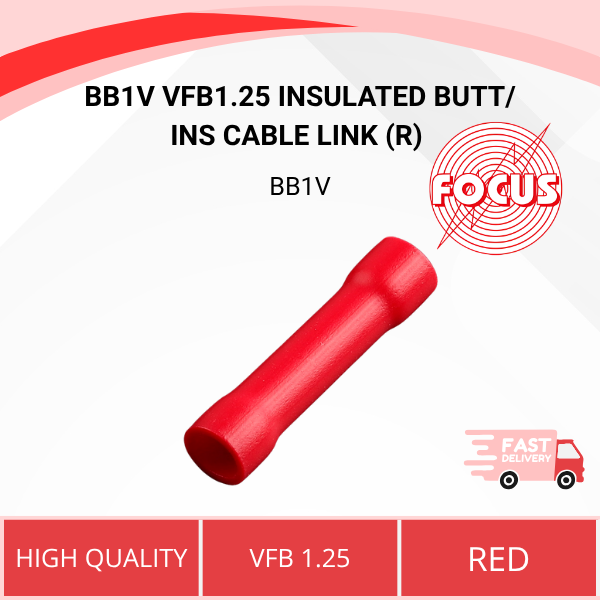 BB1V VFB1.25 INSULATED BUTT/
INS CABLE LINK (R)
BB1V
FOCUS
FAST
DELIVERY
HIGH QUALITY
VFB 1.25
RED